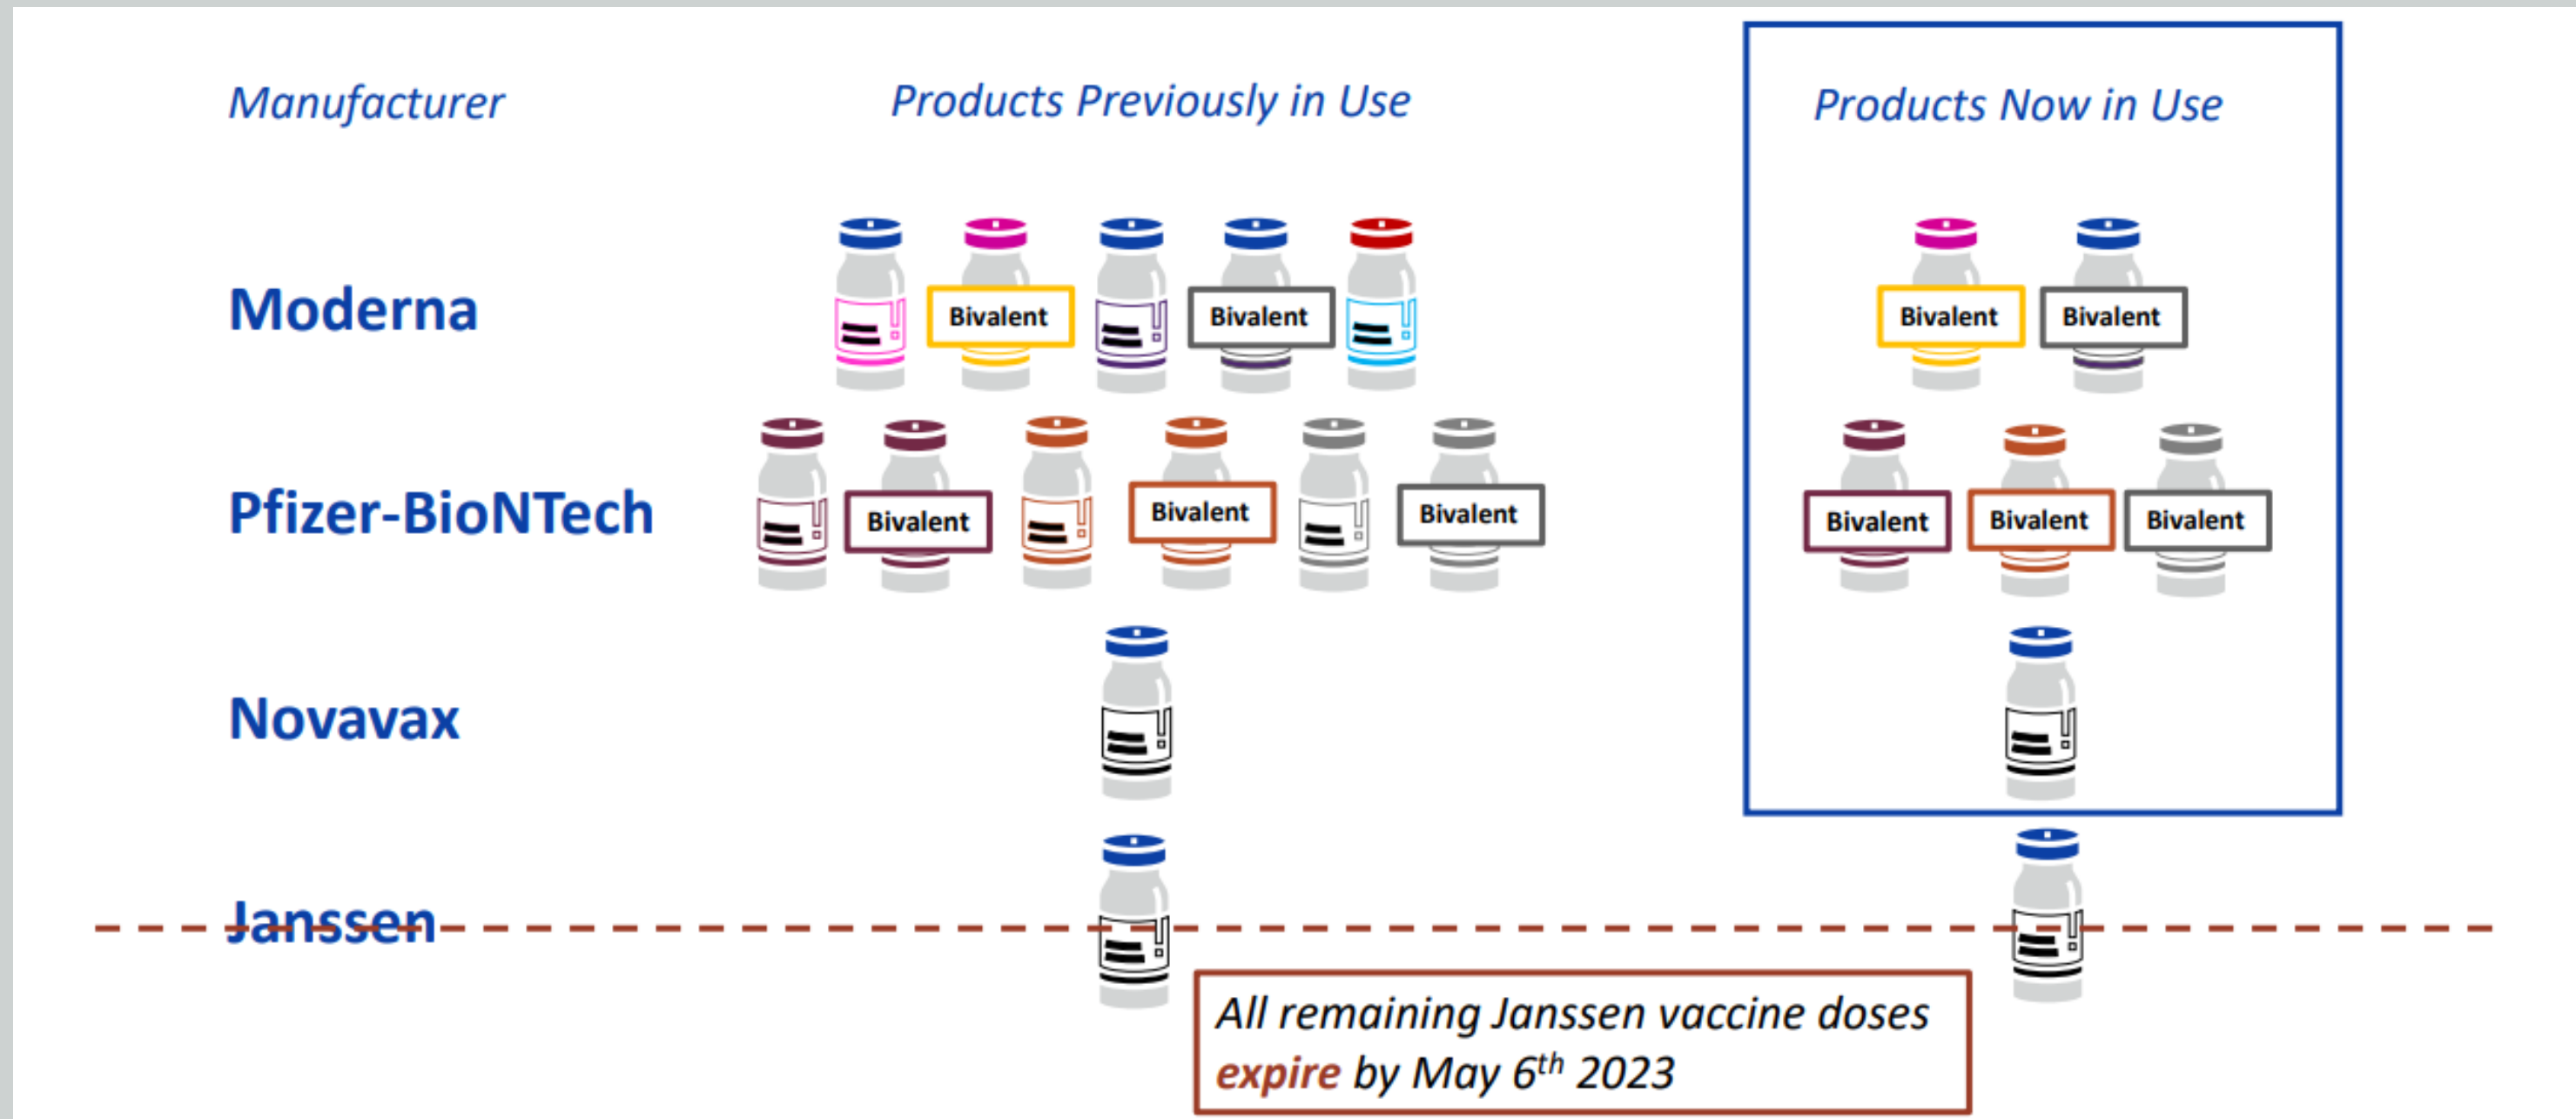 Manufacturer
Products Previously in Use
Products Now in Use
Moderna
Bivalent
Bivalent
Bivalent
Bivalent
Pfizer-BioNTech
Bivalent
Bivalent
Bivalent
Bivalent
Bivalent
Bivalent
Novavax
Janssen
All remaining Janssen vaccine doses
expire by May 6th 2023